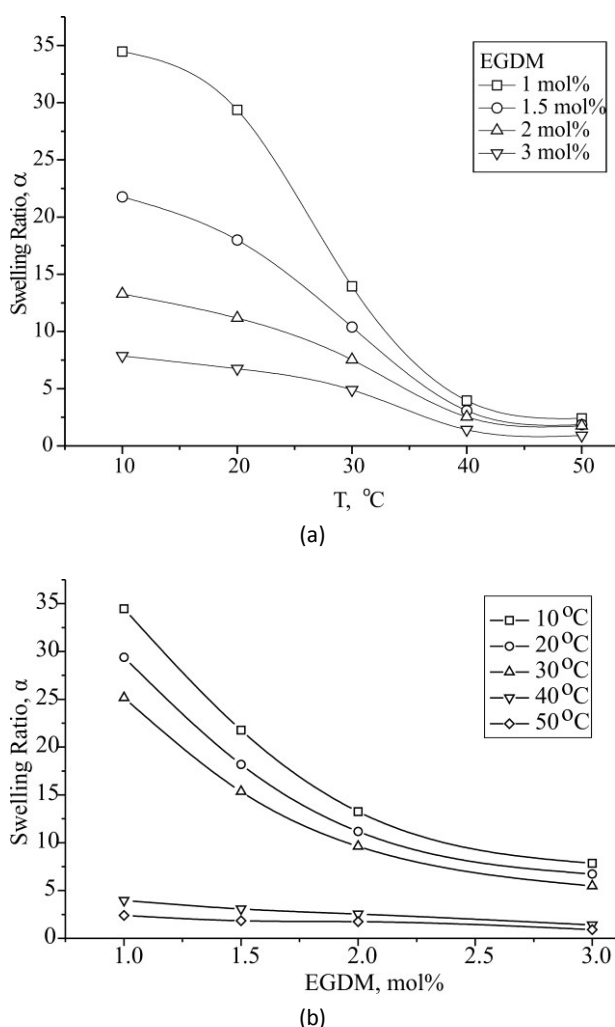 35
30
25
20
15
10
5
0
Swelling Ratio, α
EGDM
1 mol%
1.5 mol%
2 mol%
3 mol%
10 20 30 40 50
T, °C
(a)
35
30
25
20
15
10
5
0
Swelling Ratio, α
10 °C
20 °C
30 °C
40 °C
50 °C
1.0 1.5 2.0 2.5 3.0
EGDM, mol%
(b)